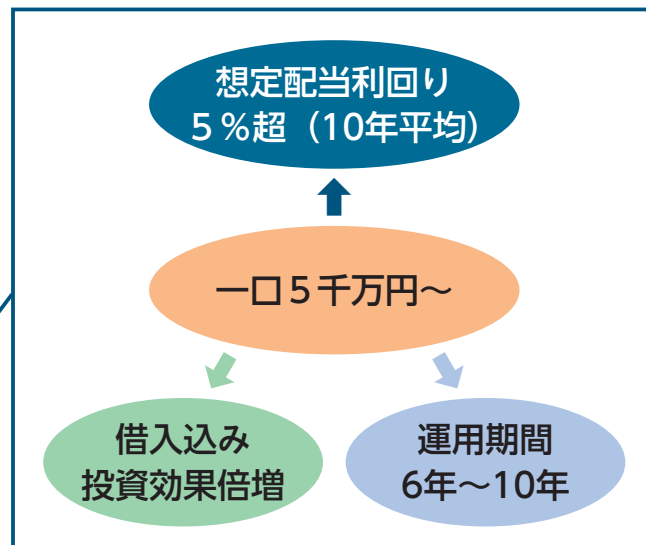 想定配当利回り
５％超（10年平均）
一口５千万円～
借入込み
投資効果倍増
運用期間
6年～10年